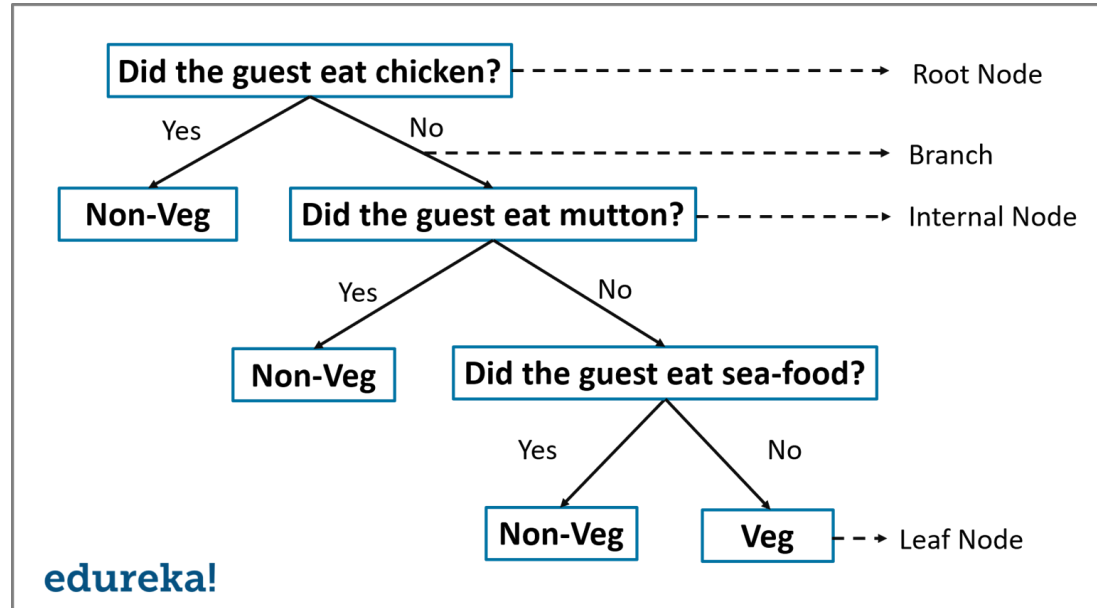 Did the guest eat chicken?
Root Node
Yes
No
Branch
Non-Veg
Did the guest eat mutton?
Internal Node
Yes
No
Non-Veg
Did the guest eat sea-food?
Yes
No
Non-Veg
Veg
Leaf Node
edureka!